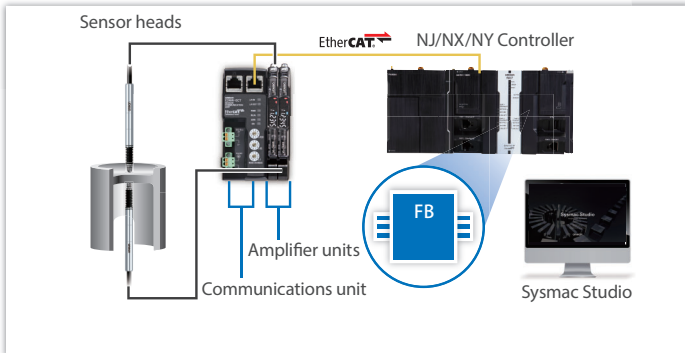 Sensor heads
EtherCAT.
NJ/NX/NY Controller
FB
Amplifier units
Communications unit
Sysmac Studio